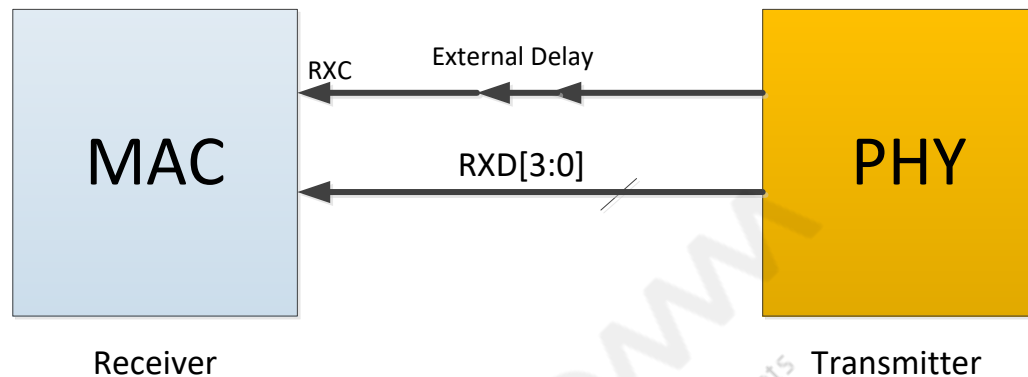 RXC
External Delay
MAC
RXD[3:0]
PHY
Receiver
Transmitter